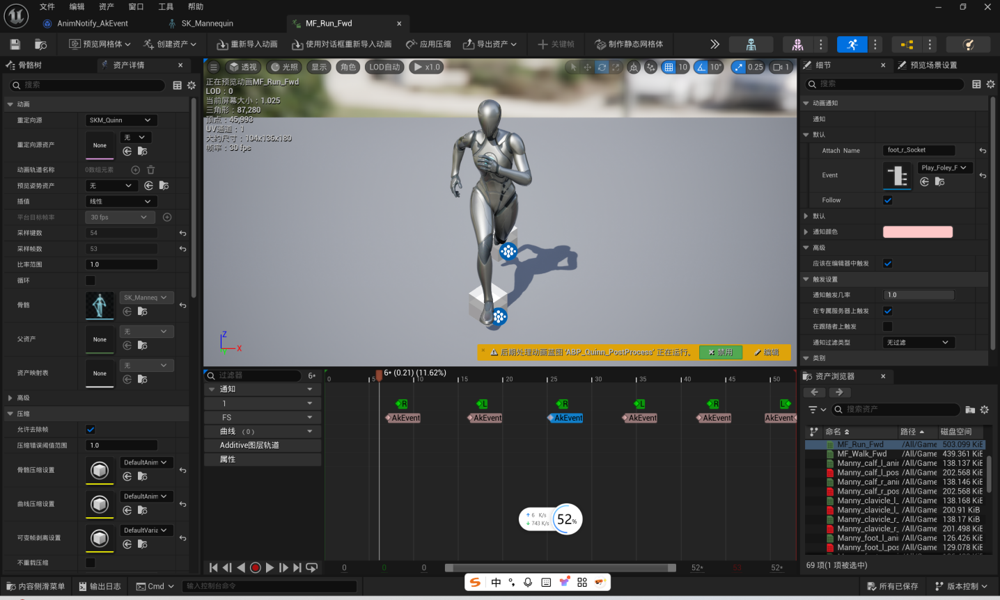 文件 编辑 资产 窗口 工具 帮助
AnimNotify_AkEvent SK_Mannequin MF_Run_Fwd
预览网格体 创建资产 重新导入动画 使用对话框重新导入动画 应用压缩 导出资产 关键帧 制作静态网格体
骨骼树 资产详情
搜索
动画
重定向源 SKM_Quinn
重定向源资产 None 无
动画轨道名称 0数组元素
预览姿势资产 无
插值 线性
平台目标帧率 30 fps
采样键数 54
采样帧数 53
比率范围 1.0
循环
骨骼 SK_Manneq
父资产 None 无
资产映射表 None 无
高级
压缩
允许去除帧
压缩错误阈值范围 1.0
骨骼压缩设置 DefaultAnim
曲线压缩设置 DefaultAnim
可变帧剥离设置 DefaultVaria
不重载压缩
透视 光照 显示 角色 LOD自动 x1.0 10 10° 0.25 1
正在预览动画MF_Run_Fwd
LOD：0
当前屏幕大小：1.025
三角形：87,280
顶点：45,993
UV通道：1
大约尺寸：104x136x180
帧率：30 fps
Z
X
Y
后期处理动画蓝图 'ABP_Quinn_PostProcess' 正在运行。 禁用 编辑
过滤器 6*
6* (0.21) (11.62%)
0 5 10 15 20 25 30 35 40 45 50
通知
1 R L R L R L
FS AkEvent AkEvent AkEvent AkEvent AkEvent AkEvent
曲线 (0)
Additive图层轨道
属性
6 K/s
743 K/s
52%
0 0 0 52* 53 52*
细节 预览场景设置
搜索
动画通知
通知
默认
Attach Name foot_r_Socket
Event Play_Foley_F
Follow
默认
通知颜色
高级
应该在编辑器中触发
触发设置
通知触发几率 1.0
在专属服务器上触发
在跟随者上触发
通知过滤类型 无过滤
类别
资产浏览器
搜索资产
命名 路径 磁盘空间
MF_Run_Fwd /All/Game 503.099 KiB
MF_Walk_Fwd /All/Game 439.361 KiB
Manny_calf_l_anir /All/Game 138.137 KiB
Manny_calf_l_pos /All/Game 202.568 KiB
Manny_calf_r_anii /All/Game 138.146 KiB
Manny_calf_r_pos /All/Game 202.568 KiB
Manny_clavicle_l_ /All/Game 138.168 KiB
Manny_clavicle_l_ /All/Game 200.91 KiB
Manny_clavicle_r_ /All/Game 138.17 KiB
Manny_clavicle_r_ /All/Game 201.498 KiB
Manny_foot_l_ani /All/Game 126.426 KiB
Manny_foot_l_pos /All/Game 129.078 KiB
69 项(1 项被选中)
内容侧滑菜单 输出日志 Cmd 输入控制台命令 中 所有已保存 版本控制